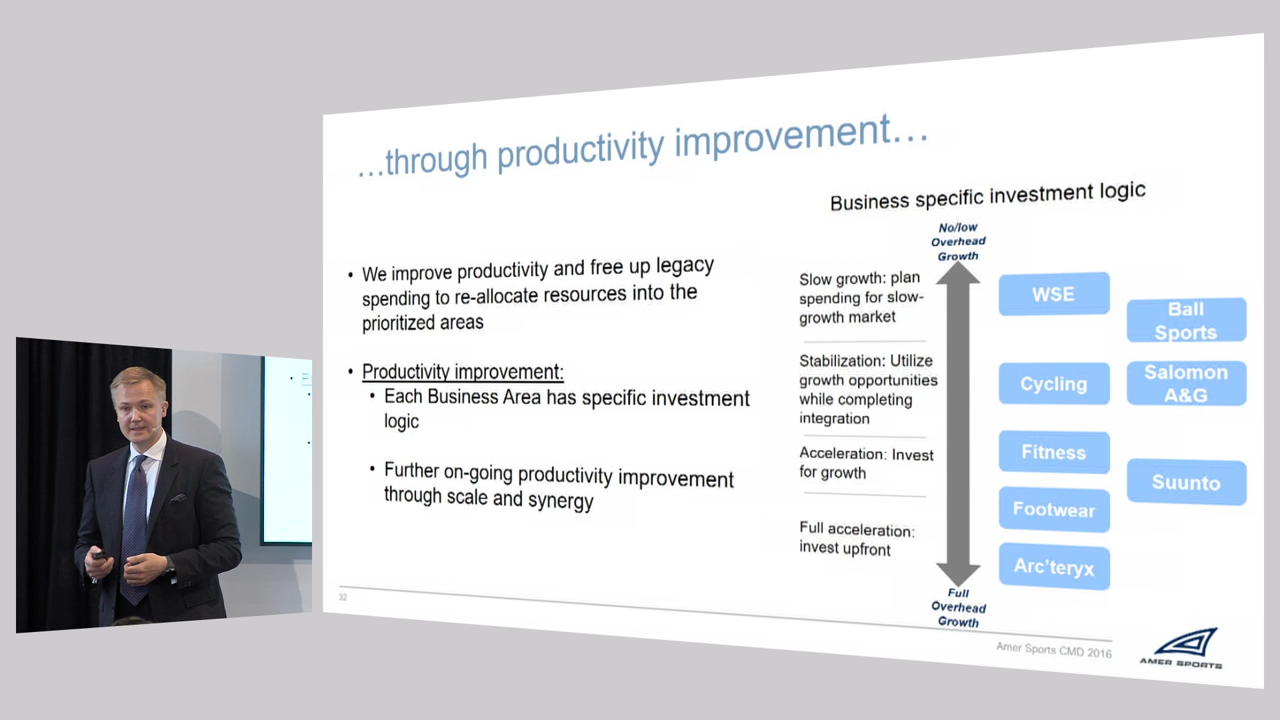 …through productivity improvement…
• We improve productivity and free up legacy
spending to re-allocate resources into the
prioritized areas
• Productivity improvement:
• Each Business Area has specific investment
logic
• Further on-going productivity improvement
through scale and synergy
Business specific investment logic
No/low
Overhead
Growth
Slow growth: plan
spending for slow-
growth market
Stabilization: Utilize
growth opportunities
while completing
integration
Acceleration: Invest
for growth
Full acceleration:
invest upfront
Full
Overhead
Growth
WSE
Ball
Sports
Cycling
Salomon
A&G
Fitness
Suunto
Footwear
Arc'teryx
32
Amer Sports CMD 2016
AMER SPORTS